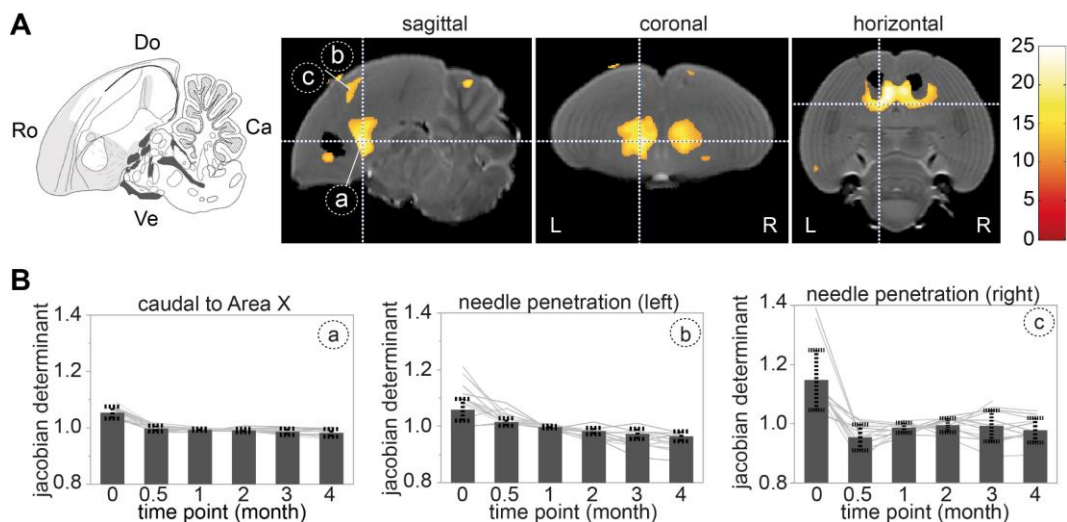 A
Do
Ro
Ca
Ve
sagittal
coronal
horizontal
b
c
a
L
R
L
R
25
20
15
10
5
0
B
caudal to Area X
a
jacobian determinant
1.4
1.2
1.0
0.8
0 0.5 1 2 3 4
time point (month)
needle penetration (left)
b
jacobian determinant
1.4
1.2
1.0
0.8
0 0.5 1 2 3 4
time point (month)
needle penetration (right)
c
jacobian determinant
1.4
1.2
1.0
0.8
0 0.5 1 2 3 4
time point (month)